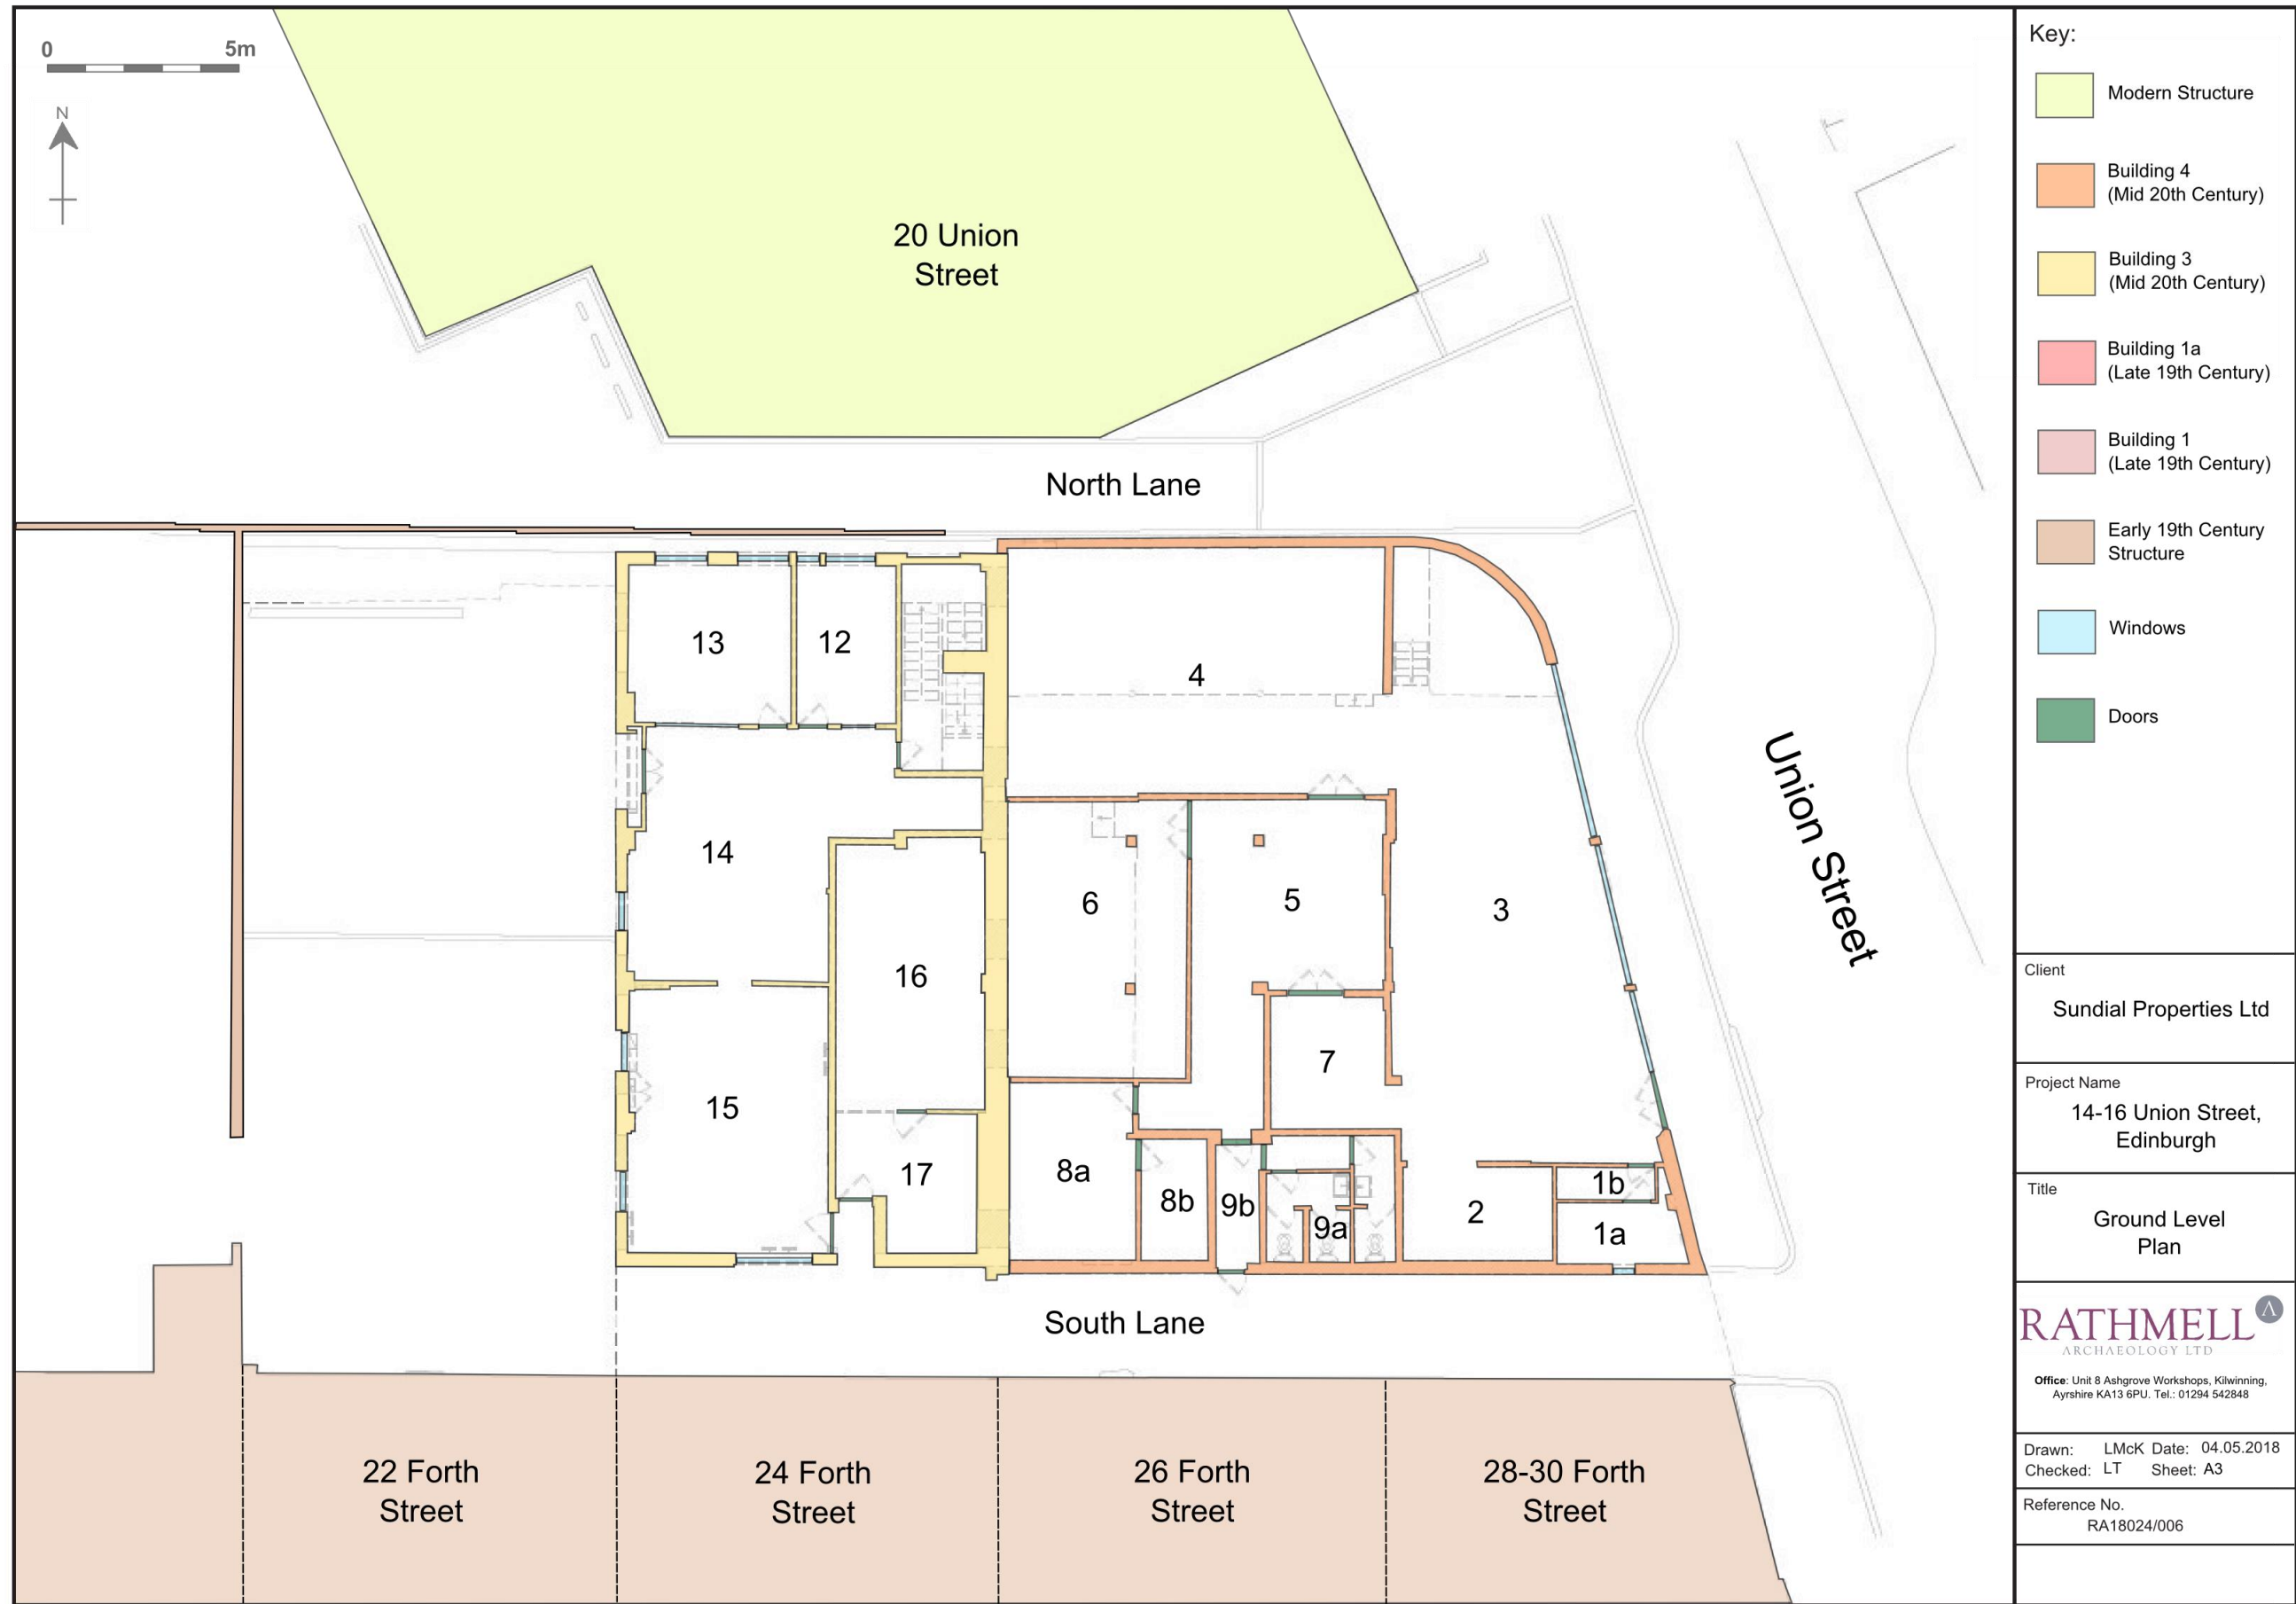 0 5m
N
20 Union
Street
North Lane
13
12
4
14
6
5
3
16
7
15
17
8a
8b
9b
9a
2
1b
1a
Union Street
South Lane
22 Forth
Street
24 Forth
Street
26 Forth
Street
28-30 Forth
Street
Key:
Modern Structure
Building 4
(Mid 20th Century)
Building 3
(Mid 20th Century)
Building 1a
(Late 19th Century)
Building 1
(Late 19th Century)
Early 19th Century
Structure
Windows
Doors
Client
Sundial Properties Ltd
Project Name
14-16 Union Street,
Edinburgh
Title
Ground Level
Plan
RATHMELL
ARCHAEOLOGY LTD
Office: Unit 8 Ashgrove Workshops, Kilwinning,
Ayrshire KA13 6PU. Tel.: 01294 542848
Drawn: LMcK Date: 04.05.2018
Checked: LT Sheet: A3
Reference No.
RA18024/006